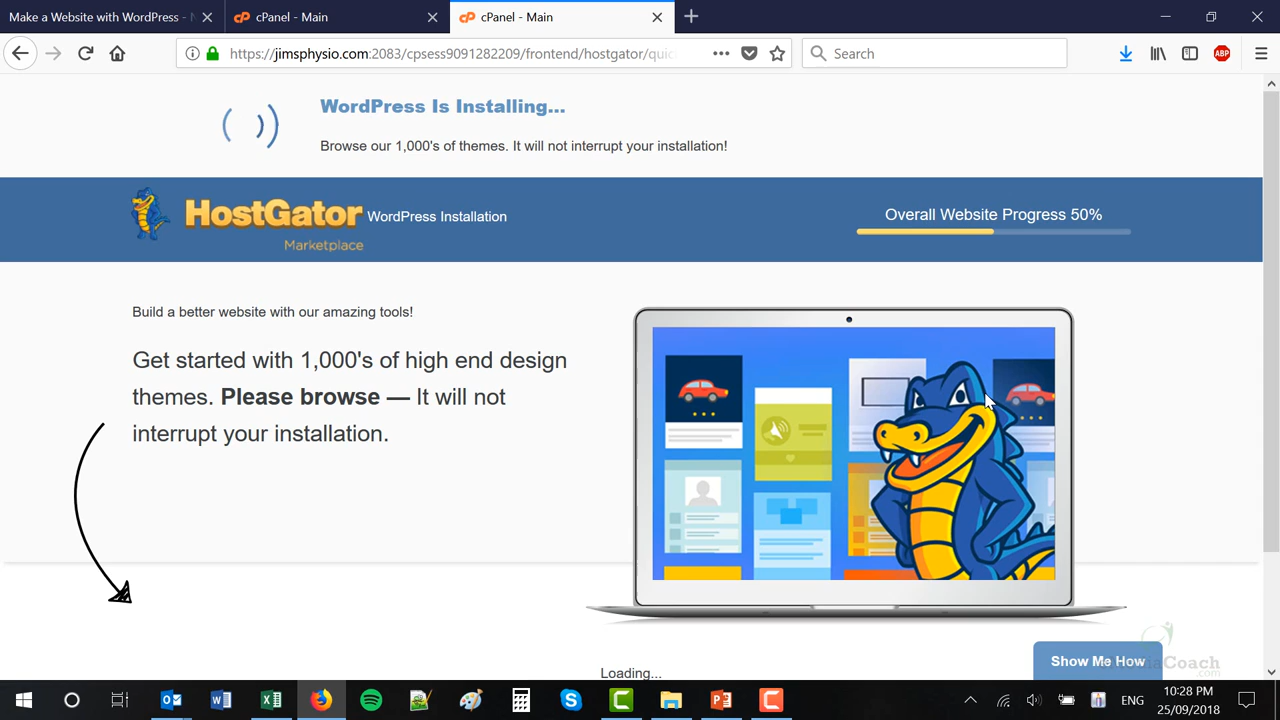 Make a Website with WordPress -
cPanel - Main
cPanel - Main
https://jimsphysio.com:2083/cpsess9091282209/frontend/hostgator/quic
Search
ABP
WordPress Is Installing...
Browse our 1,000's of themes. It will not interrupt your installation!
HostGator
Marketplace
WordPress Installation
Overall Website Progress 50%
Build a better website with our amazing tools!
Get started with 1,000's of high end design
themes. Please browse — It will not
interrupt your installation.
Loading...
Show Me How
Coach
ENG
10:28 PM
25/09/2018